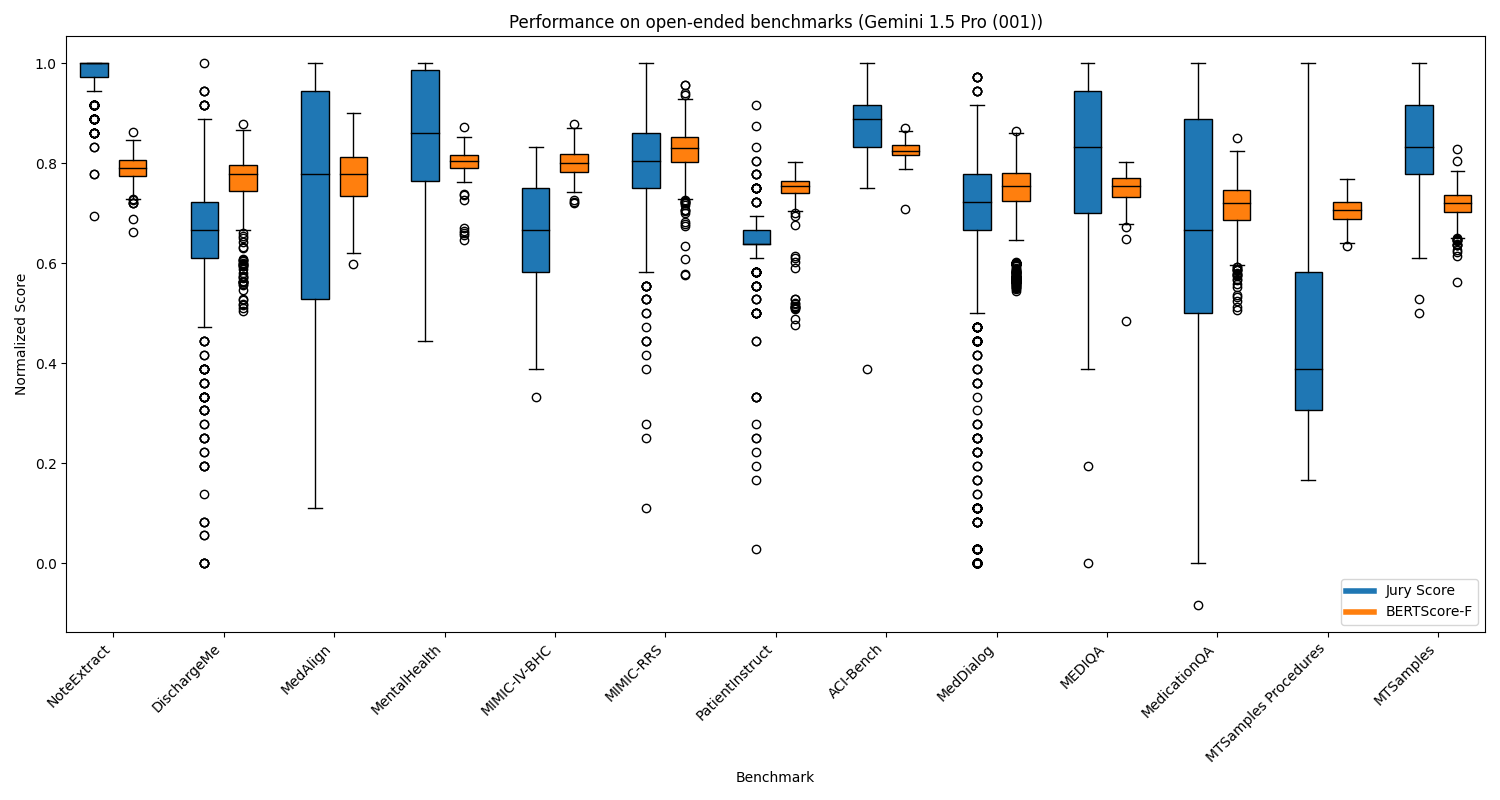 Performance on open-ended benchmarks (Gemini 1.5 Pro (001))
Normalized Score
1.0
0.8
0.6
0.4
0.2
0.0
Jury Score
BERTScore-F
NoteExtract
DischargeMe
MedAlign
MentalHealth
MIMIC-IV-BHC
MIMIC-RRS
PatientInstruct
ACI-Bench
MedDialog
MEDIQA
MedicationQA
MTSamples Procedures
MTSamples
Benchmark